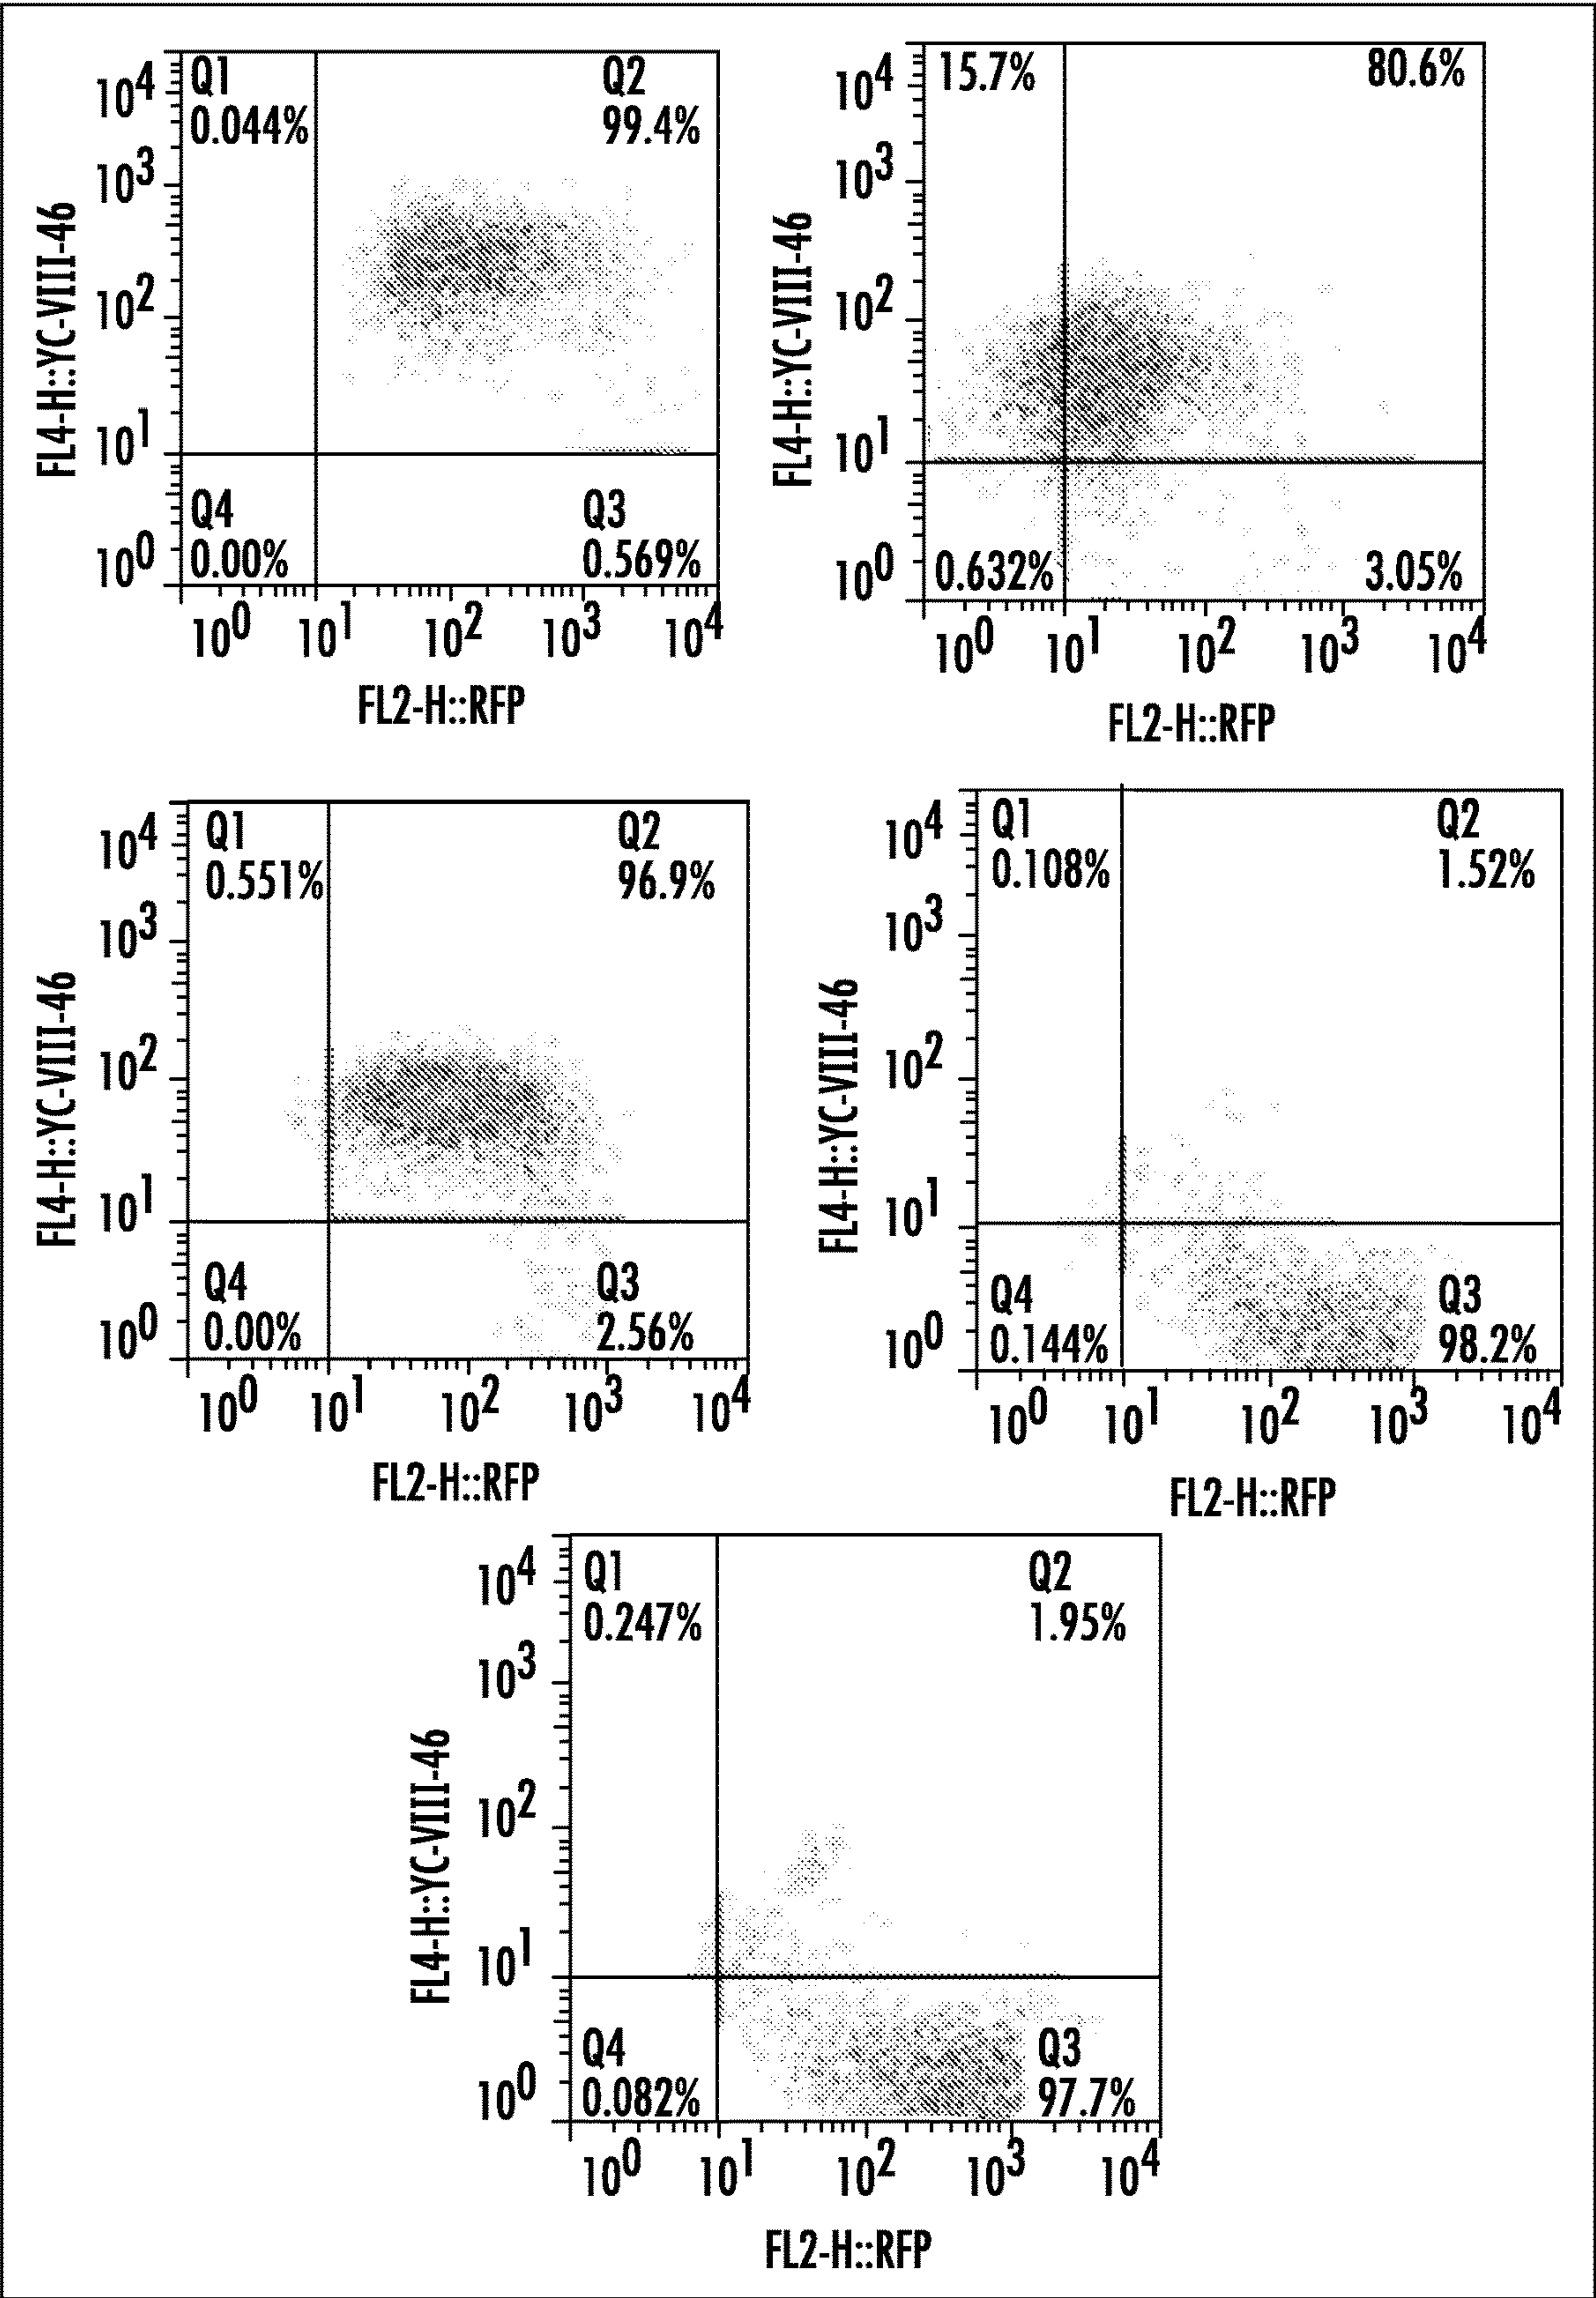 Q1
0.044%
Q2
99.4%
Q4
0.00%
Q3
0.569%
10^4
10^3
10^2
10^1
10^0
FL4-H::YC-VIII-46
10^0 10^1 10^2 10^3 10^4
FL2-H::RFP
15.7%
80.6%
0.632%
3.05%
10^4
10^3
10^2
10^1
10^0
FL4-H::YC-VIII-46
10^0 10^1 10^2 10^3 10^4
FL2-H::RFP
Q1
0.551%
Q2
96.9%
Q4
0.00%
Q3
2.56%
10^4
10^3
10^2
10^1
10^0
FL4-H::YC-VIII-46
10^0 10^1 10^2 10^3 10^4
FL2-H::RFP
Q1
0.108%
Q2
1.52%
Q4
0.144%
Q3
98.2%
10^4
10^3
10^2
10^1
10^0
FL4-H::YC-VIII-46
10^0 10^1 10^2 10^3 10^4
FL2-H::RFP
Q1
0.247%
Q2
1.95%
Q4
0.082%
Q3
97.7%
10^4
10^3
10^2
10^1
10^0
FL4-H::YC-VIII-46
10^0 10^1 10^2 10^3 10^4
FL2-H::RFP